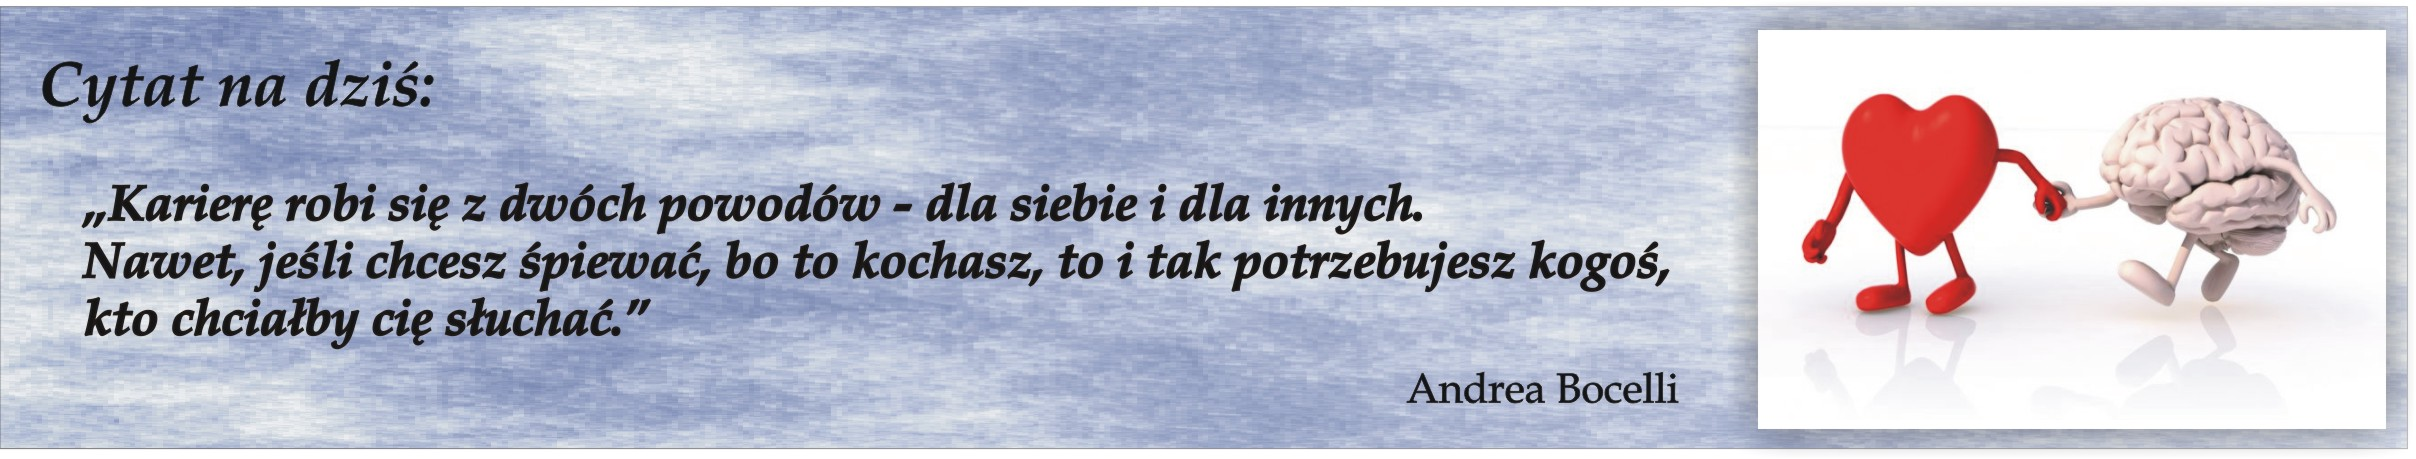 Cytat na dziś:
„Karierę robi się z dwóch powodów - dla siebie i dla innych.
Nawet, jeśli chcesz śpiewać, bo to kochasz, to i tak potrzebujesz kogoś,
kto chciałby cię słuchać.”
Andrea Bocelli